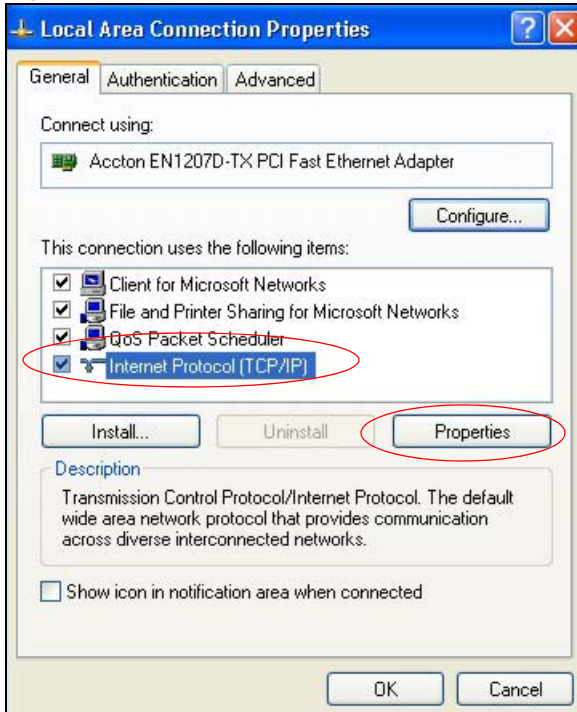 Local Area Connection Properties
General Authentication Advanced
Connect using:
Accton EN1207D-TX PCI Fast Ethernet Adapter
Configure...
This connection uses the following items:
Client for Microsoft Networks
File and Printer Sharing for Microsoft Networks
QoS Packet Scheduler
Internet Protocol (TCP/IP)
Install... Uninstall Properties
Description
Transmission Control Protocol/Internet Protocol. The default
wide area network protocol that provides communication
across diverse interconnected networks.
Show icon in notification area when connected
OK Cancel